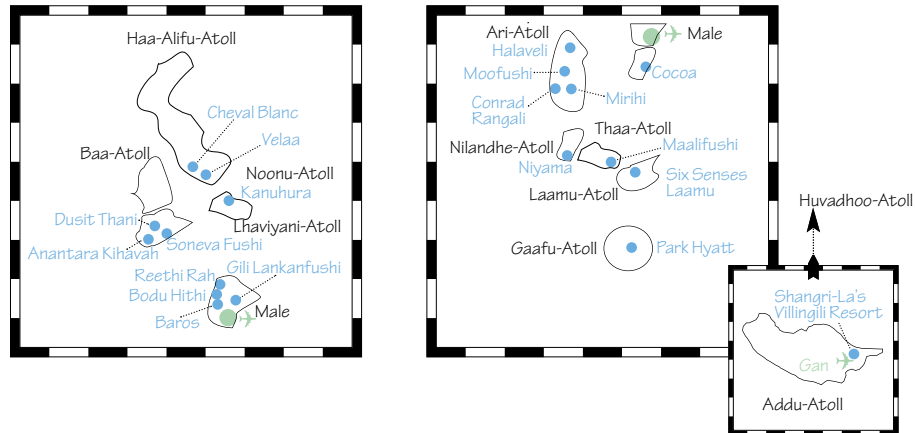 Haa-Alifu-Atoll
Cheval Blanc
Velaa
Baa-Atoll
Noonu-Atoll
Kanuhura
Dusit Thani
Lhaviyani-Atoll
Anantara Kihavah
Soneva Fushi
Reethi Rah
Gili Lankanfushi
Bodu Hithi
Baros
Male
Ari-Atoll
Male
Halaveli
Moofushi
Cocoa
Conrad
Rangali
Mirihi
Thaa-Atoll
Nilandhe-Atoll
Maalifushi
Niyama
Six Senses
Laamu
Laamu-Atoll
Gaafu-Atoll
Park Hyatt
Huvadhoo-Atoll
Shangri-La's
Villingili Resort
Gan
Addu-Atoll